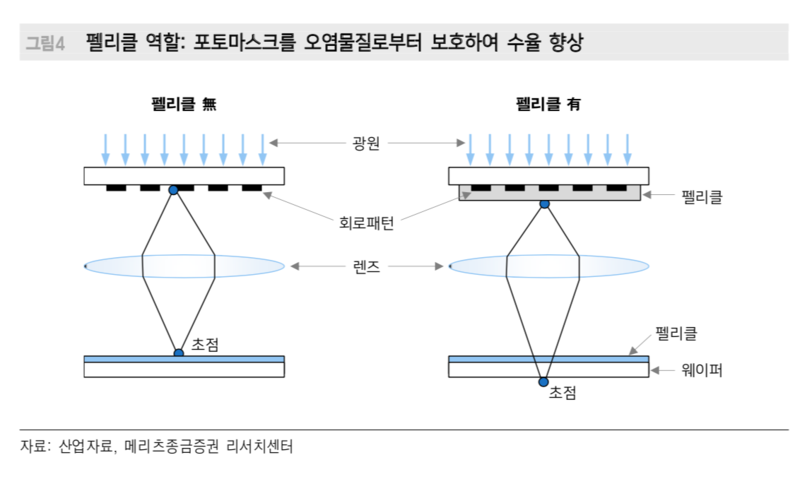 그림4 펠리클 역할: 포토마스크를 오염물질로부터 보호하여 수율 향상
펠리클 無
펠리클 有
광원
펠리클
회로패턴
렌즈
초점
펠리클
웨이퍼
초점
자료: 산업자료, 메리츠종금증권 리서치센터